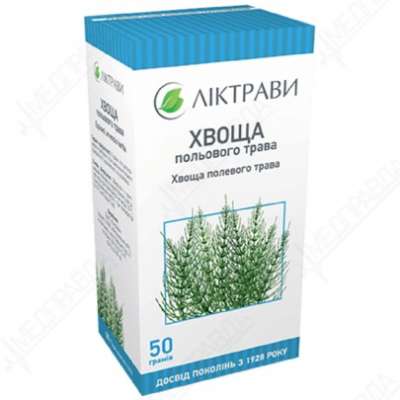 ЛІКТРАВИ
ХВОЩА
польового трава
Хвоща полевого трава
50
грамів
ДОСВІД ПОКОЛІНЬ З 1928 РОКУ